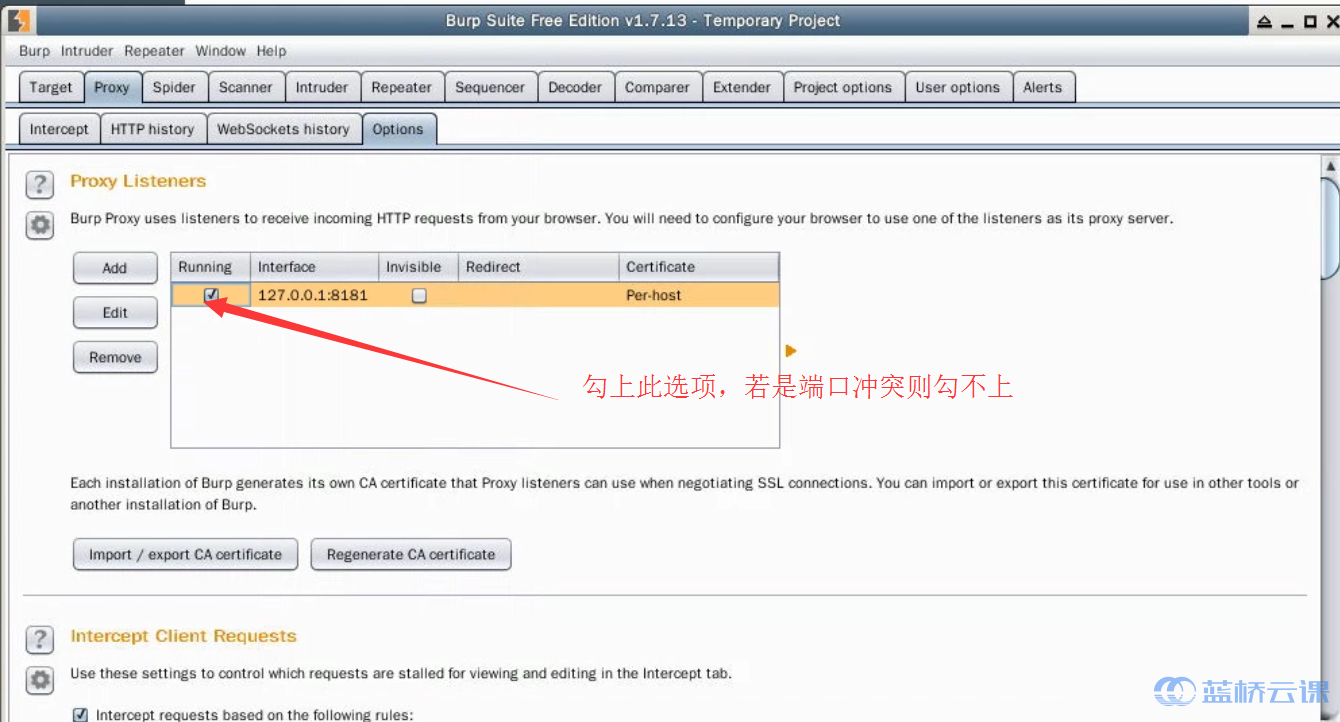 Burp Suite Free Edition v1.7.13 - Temporary Project
Burp Intruder Repeater Window Help
Target Proxy Spider Scanner Intruder Repeater Sequencer Decoder Comparer Extender Project options User options Alerts
Intercept HTTP history WebSockets history Options
? Proxy Listeners
Burp Proxy uses listeners to receive incoming HTTP requests from your browser. You will need to configure your browser to use one of the listeners as its proxy server.
Add Running Interface Invisible Redirect Certificate
127.0.0.1:8181 Per-host
Edit
Remove
勾上此选项，若是端口冲突则勾不上
Each installation of Burp generates its own CA certificate that Proxy listeners can use when negotiating SSL connections. You can import or export this certificate for use in other tools or
another installation of Burp.
Import / export CA certificate Regenerate CA certificate
? Intercept Client Requests
Use these settings to control which requests are stalled for viewing and editing in the Intercept tab.
蓝桥云课
Intercept requests based on the following rules: